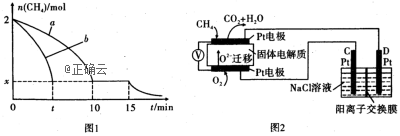 n(CH₄)/mol
2
a
b
@正确云
x
0
t
5
10
15
t/min
图1
CH₄
CO₂+H₂O
Pt电极
固体电解质
O²⁻迁移
V
O₂
Pt电极
C
Pt
D
Pt
NaCl溶液
阳离子交换膜
图2